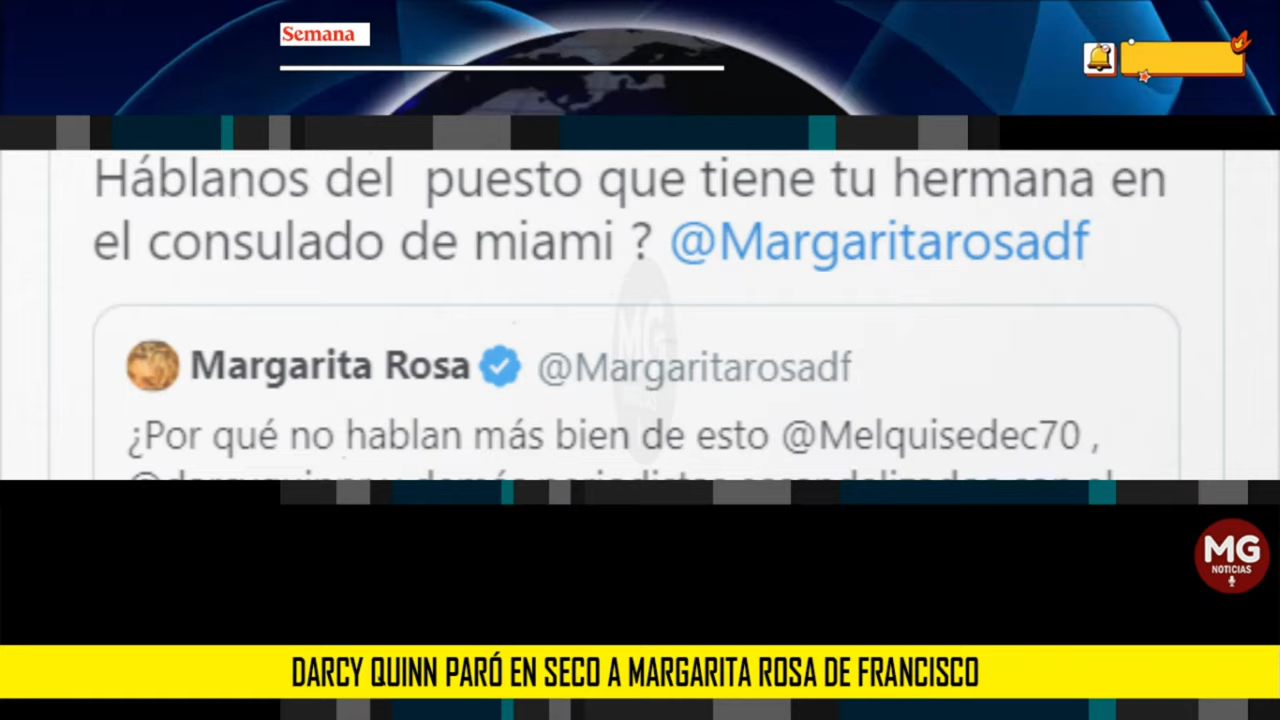 Semana
Háblanos del puesto que tiene tu hermana en
el consulado de miami ? @Margaritarosadf
Margarita Rosa @Margaritarosadf
¿Por qué no hablan más bien de esto @Melquisedec70 ,
MG
NOTICIAS
DARCY QUINN PARÓ EN SECO A MARGARITA ROSA DE FRANCISCO